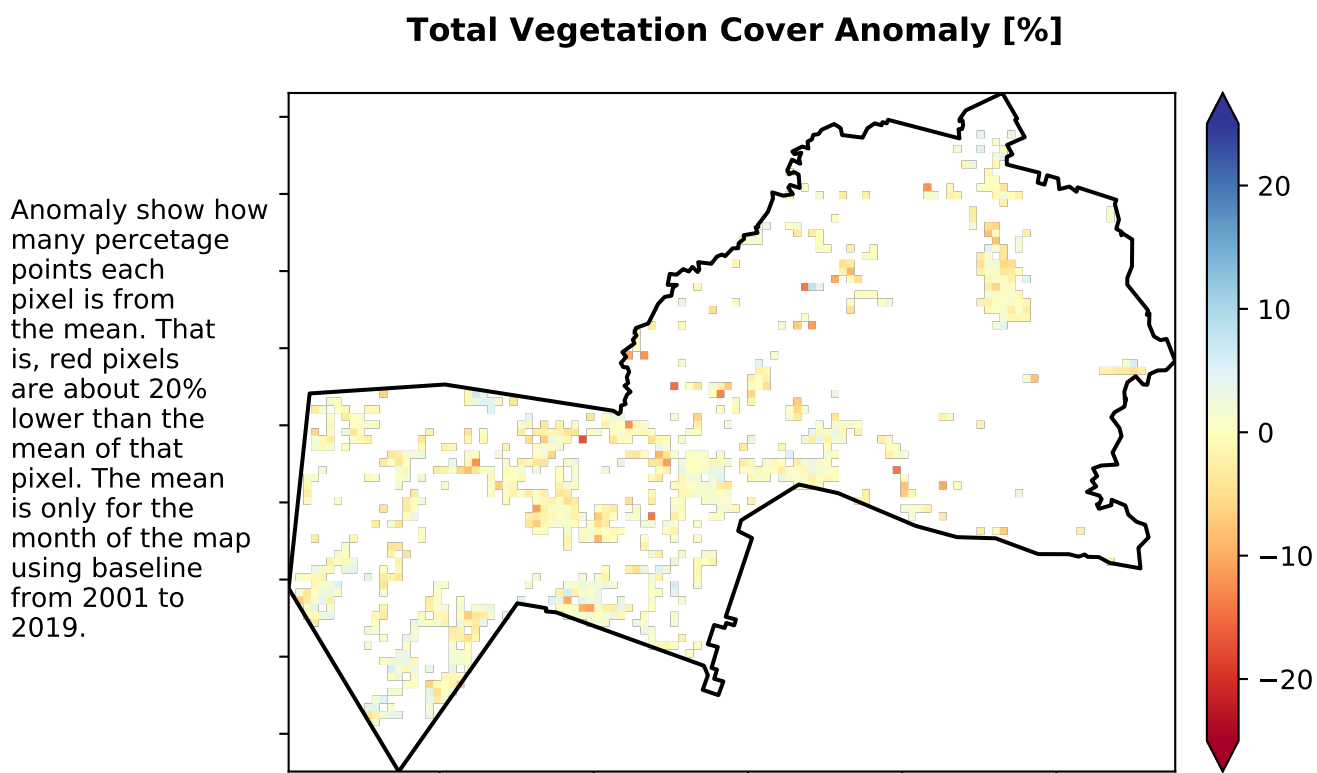 Total Vegetation Cover Anomaly [%]
Anomaly show how
many percetage
points each
pixel is from
the mean. That
is, red pixels
are about 20%
lower than the
mean of that
pixel. The mean
is only for the
month of the map
using baseline
from 2001 to
2019.
20
10
0
−10
−20